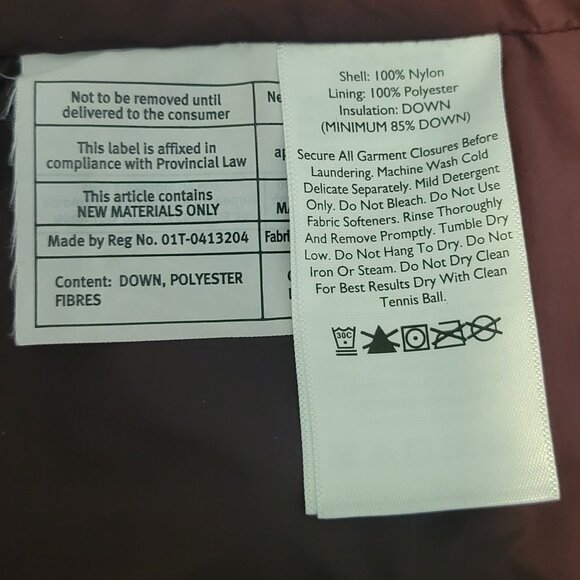 Not to be removed until
delivered to the consumer
Ne
This label is affixed in
compliance with Provincial Law
ap
This article contains
NEW MATERIALS ONLY
MA
Made by Reg No. 01T-0413204
Fabri
Content: DOWN, POLYESTER
FIBRES
Shell: 100% Nylon
Lining: 100% Polyester
Insulation: DOWN
(MINIMUM 85% DOWN)
Secure All Garment Closures Before
Laundering. Machine Wash Cold
Delicate Separately. Mild Detergent
Only. Do Not Bleach. Do Not Use
Fabric Softeners. Rinse Thoroughly
And Remove Promptly. Tumble Dry
Low. Do Not Hang To Dry. Do Not
Iron Or Steam. Do Not Dry Clean
For Best Results Dry With Clean
Tennis Ball.
30C